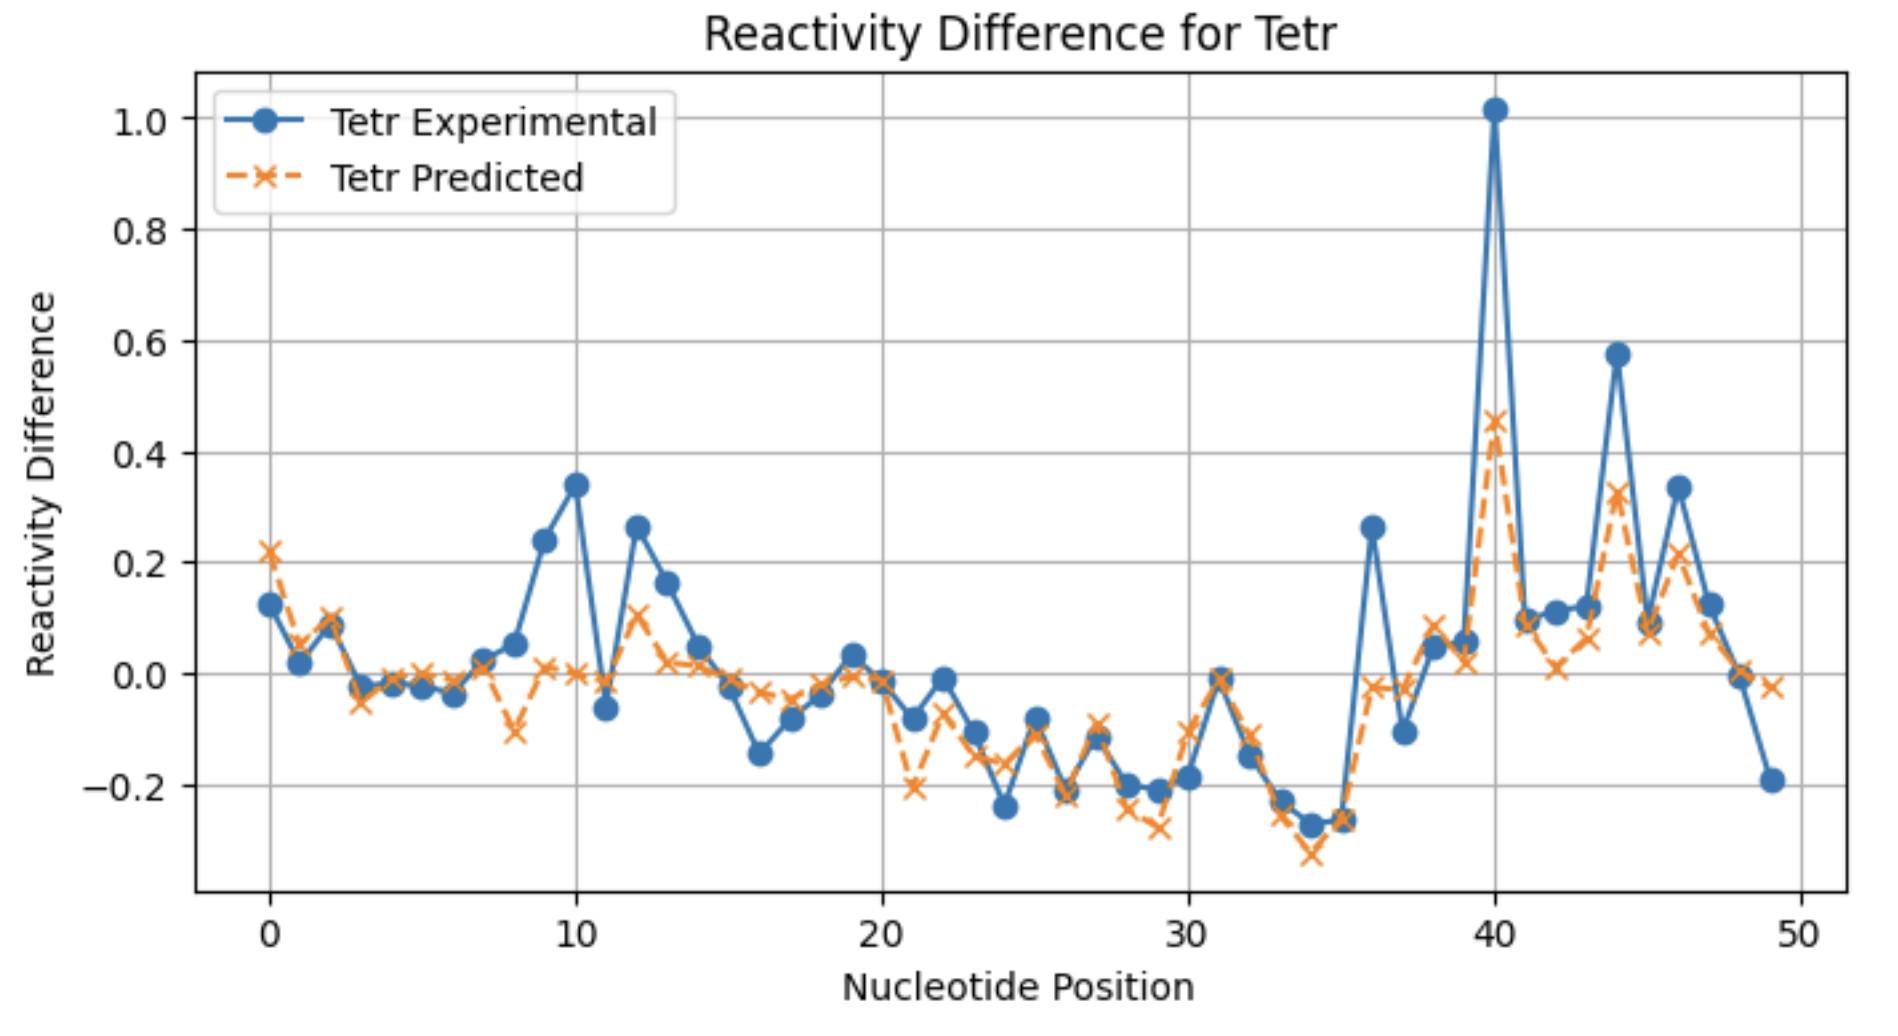 Reactivity Difference for Tetr
Tetr Experimental
Tetr Predicted
Reactivity Difference
1.0
0.8
0.6
0.4
0.2
0.0
−0.2
0
10
20
30
40
50
Nucleotide Position